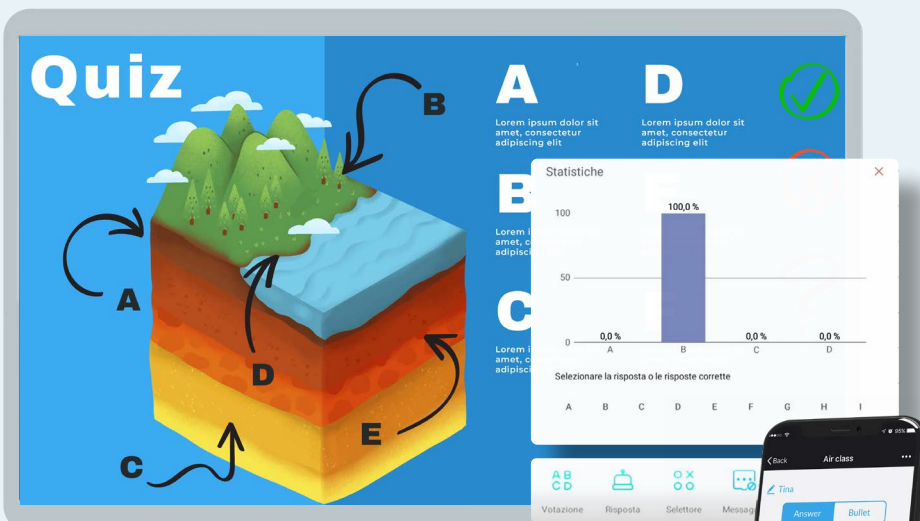 Quiz
B
A
D
E
C
A
Lorem ipsum dolor sit
amet, consectetur
adipiscing elit
D
Lorem ipsum dolor sit
amet, consectetur
adipiscing elit
B
Lorem
amet,
C
Lorem
amet,
Statistiche
100
50
0
0,0 %
100,0 %
0,0 %
0,0 %
A
B
C
D
Selezionare la risposta o le risposte corrette
A B C D E F G H I
A B
C D
Votazione
Risposta
Selettore
85%
Back
Air class
Tina
Answer
Bullet